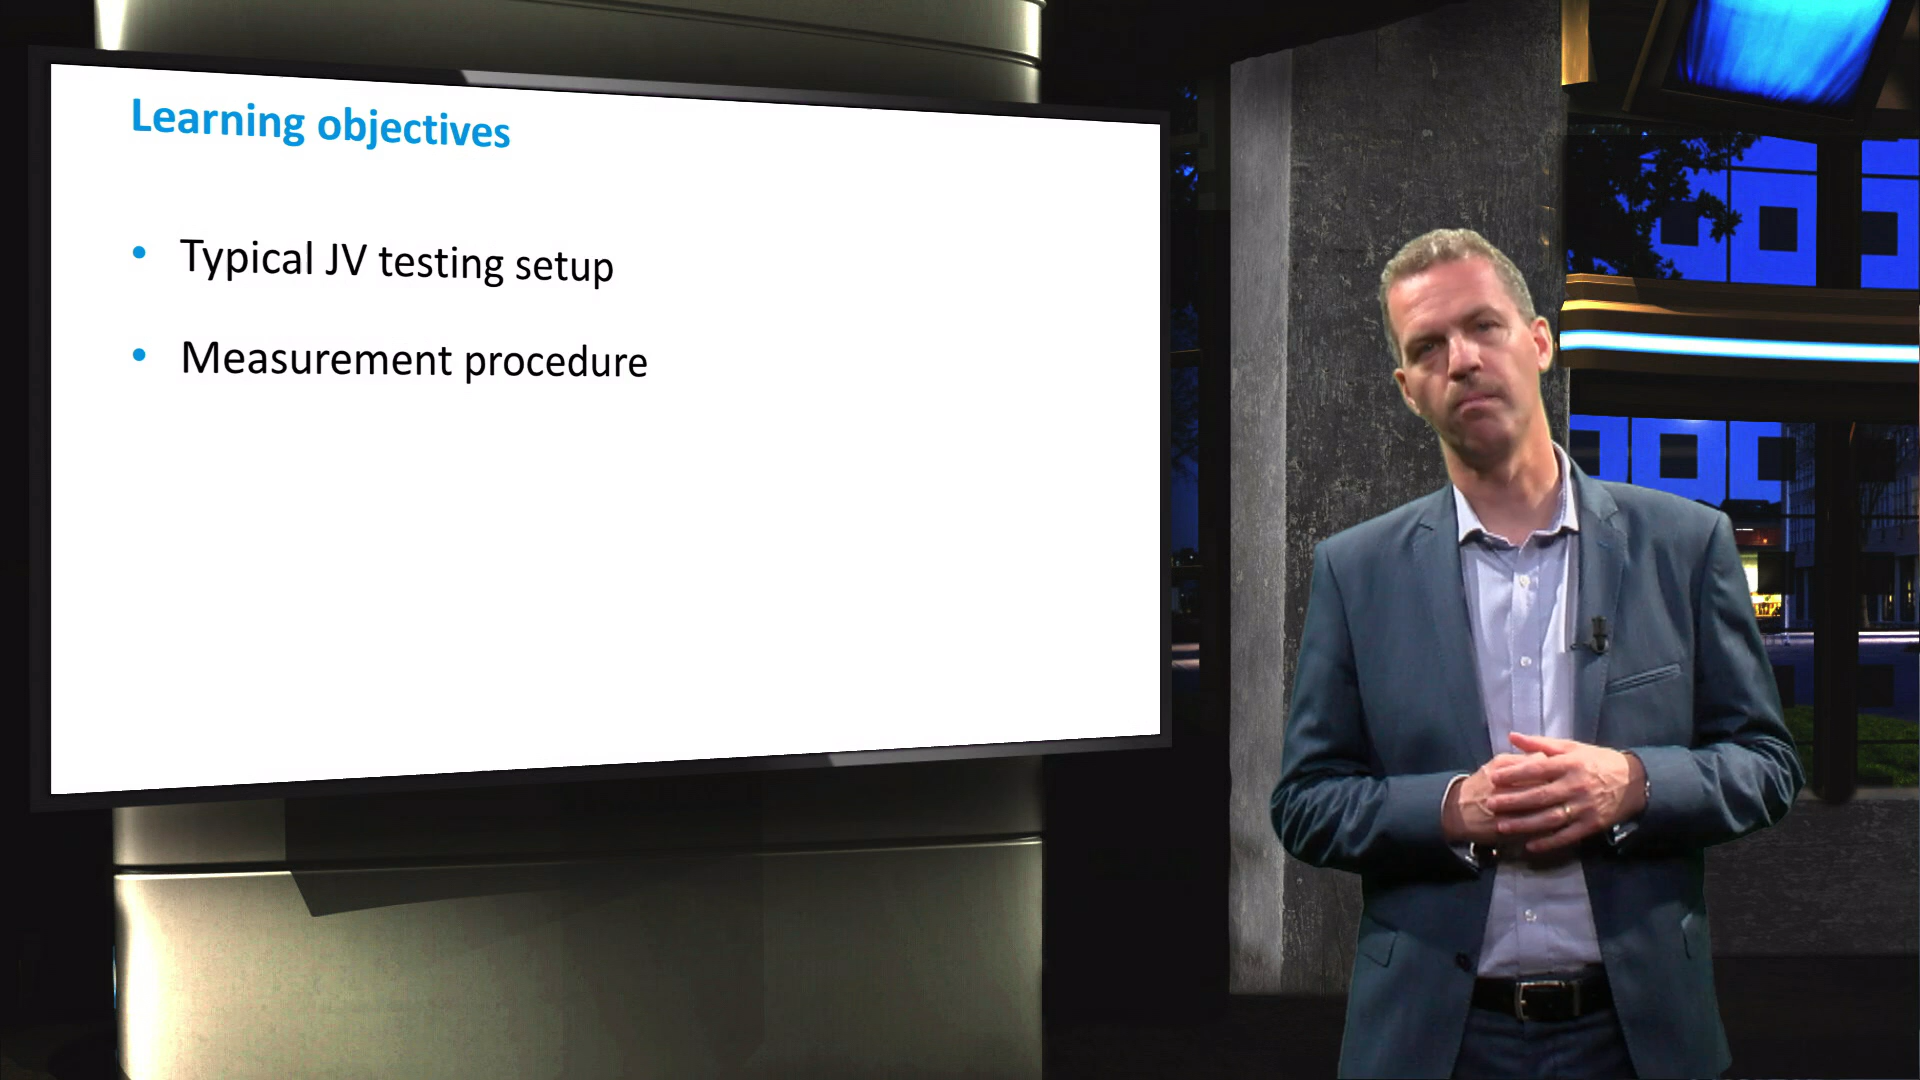 Learning objectives
• Typical JV testing setup
• Measurement procedure